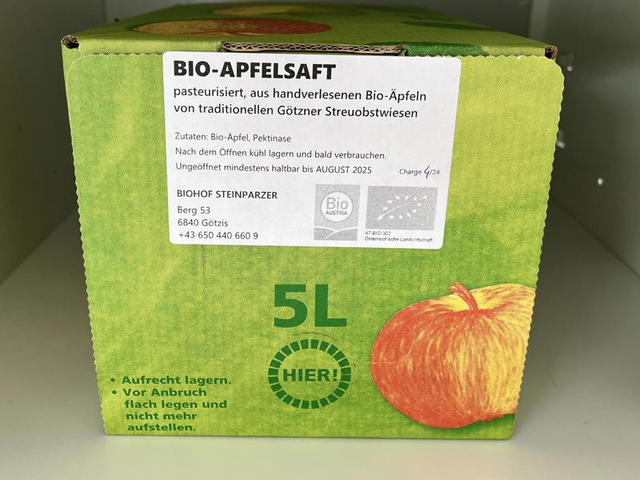 BIO-APFELSAFT
pasteurisiert, aus handverlesenen Bio-Äpfeln
von traditionellen Götzner Streuobstwiesen
Zutaten: Bio-Äpfel, Pektinase
Nach dem Öffnen kühl lagern und bald verbrauchen.
Ungeöffnet mindestens haltbar bis AUGUST 2025 Charge 4/24
BIOHOF STEINPARZER
Berg 53
6840 Götzis
+43 650 440 660 9
Bio
AUSTRIA
AT-BIO-302
Österreichische Landwirtschaft
5L
HIER!
• Aufrecht lagern.
• Vor Anbruch
flach legen und
nicht mehr
aufstellen.